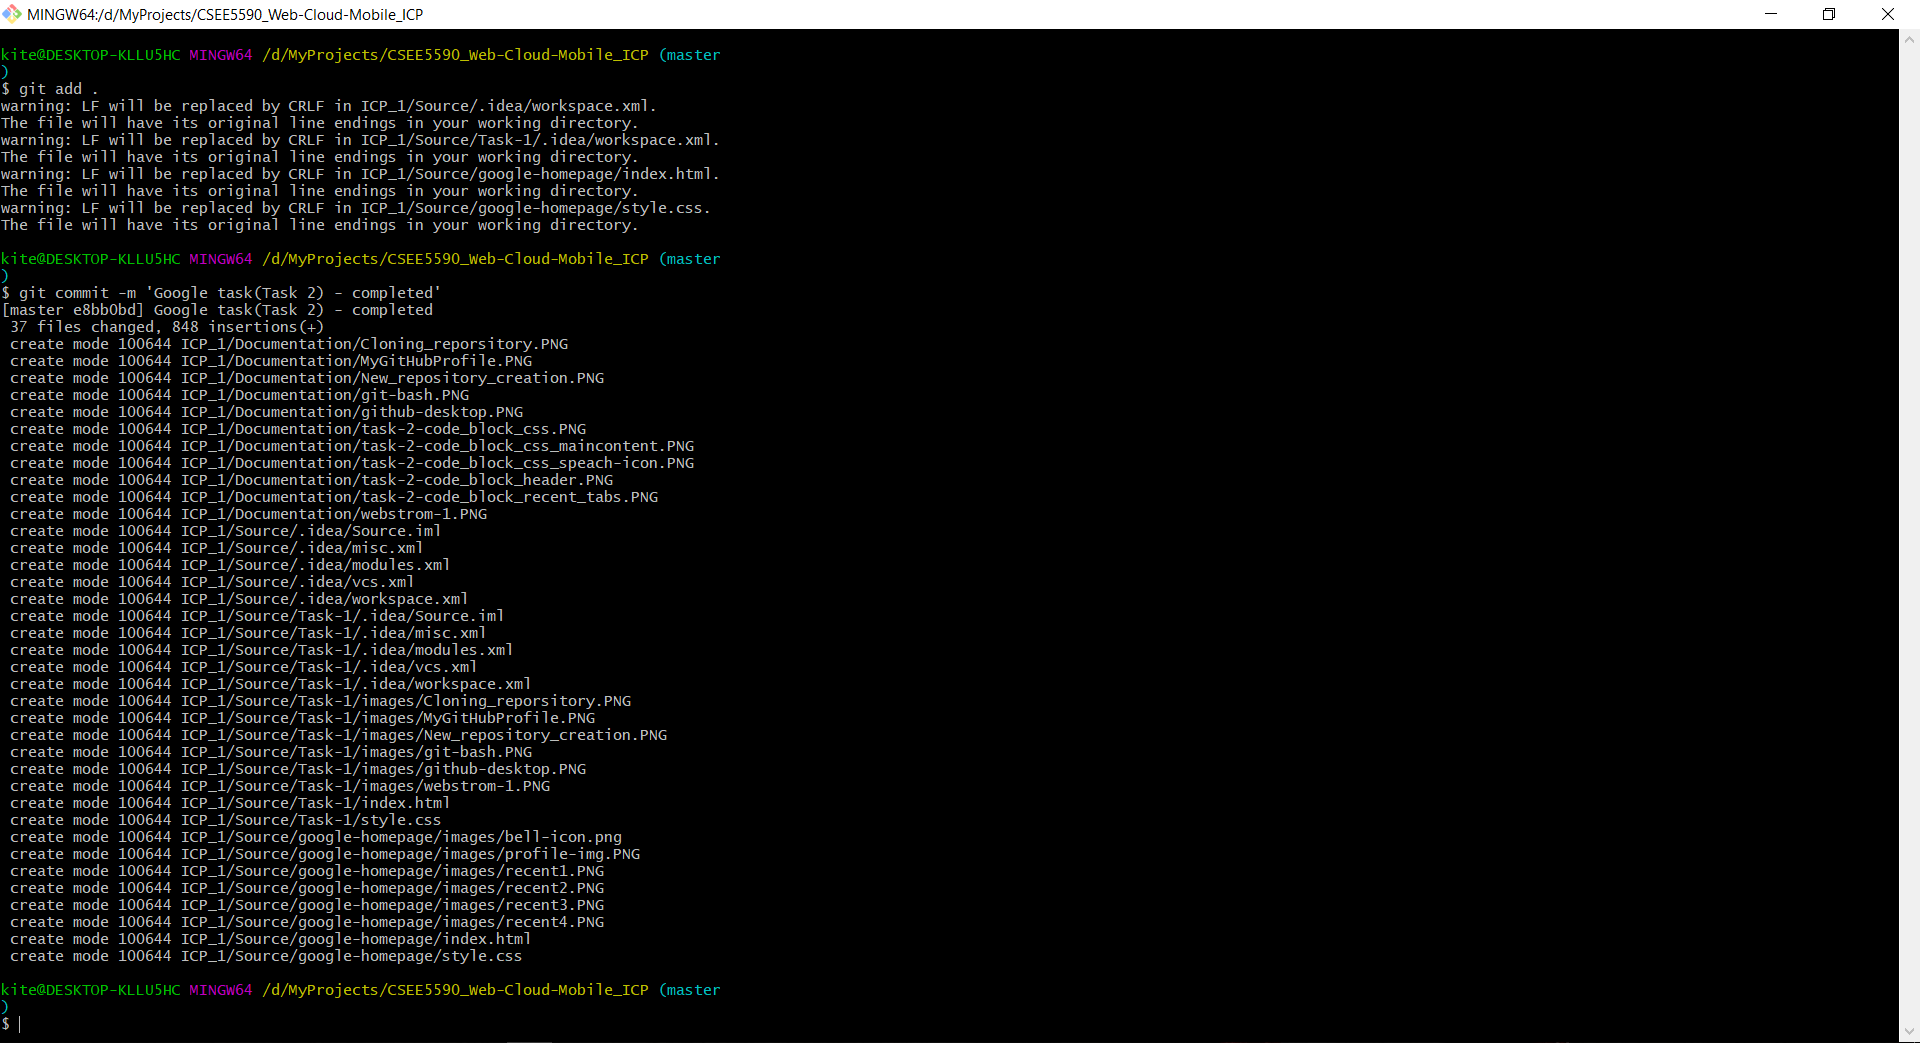 MINGW64:/d/MyProjects/CSEE5590_Web-Cloud-Mobile_ICP
kite@DESKTOP-KLLU5HC MINGW64 /d/MyProjects/CSEE5590_Web-Cloud-Mobile_ICP (master
)
$ git add .
warning: LF will be replaced by CRLF in ICP_1/Source/.idea/workspace.xml.
The file will have its original line endings in your working directory.
warning: LF will be replaced by CRLF in ICP_1/Source/Task-1/.idea/workspace.xml.
The file will have its original line endings in your working directory.
warning: LF will be replaced by CRLF in ICP_1/Source/google-homepage/index.html.
The file will have its original line endings in your working directory.
warning: LF will be replaced by CRLF in ICP_1/Source/google-homepage/style.css.
The file will have its original line endings in your working directory.
kite@DESKTOP-KLLU5HC MINGW64 /d/MyProjects/CSEE5590_Web-Cloud-Mobile_ICP (master
)
$ git commit -m 'Google task(Task 2) - completed'
[master e8bb0bd] Google task(Task 2) - completed
 37 files changed, 848 insertions(+)
 create mode 100644 ICP_1/Documentation/Cloning_reporsitory.PNG
 create mode 100644 ICP_1/Documentation/MyGitHubProfile.PNG
 create mode 100644 ICP_1/Documentation/New_repository_creation.PNG
 create mode 100644 ICP_1/Documentation/git-bash.PNG
 create mode 100644 ICP_1/Documentation/github-desktop.PNG
 create mode 100644 ICP_1/Documentation/task-2-code_block_css.PNG
 create mode 100644 ICP_1/Documentation/task-2-code_block_css_maincontent.PNG
 create mode 100644 ICP_1/Documentation/task-2-code_block_css_speach-icon.PNG
 create mode 100644 ICP_1/Documentation/task-2-code_block_header.PNG
 create mode 100644 ICP_1/Documentation/task-2-code_block_recent_tabs.PNG
 create mode 100644 ICP_1/Documentation/webstrom-1.PNG
 create mode 100644 ICP_1/Source/.idea/Source.iml
 create mode 100644 ICP_1/Source/.idea/misc.xml
 create mode 100644 ICP_1/Source/.idea/modules.xml
 create mode 100644 ICP_1/Source/.idea/vcs.xml
 create mode 100644 ICP_1/Source/.idea/workspace.xml
 create mode 100644 ICP_1/Source/Task-1/.idea/Source.iml
 create mode 100644 ICP_1/Source/Task-1/.idea/misc.xml
 create mode 100644 ICP_1/Source/Task-1/.idea/modules.xml
 create mode 100644 ICP_1/Source/Task-1/.idea/vcs.xml
 create mode 100644 ICP_1/Source/Task-1/.idea/workspace.xml
 create mode 100644 ICP_1/Source/Task-1/images/Cloning_reporsitory.PNG
 create mode 100644 ICP_1/Source/Task-1/images/MyGitHubProfile.PNG
 create mode 100644 ICP_1/Source/Task-1/images/New_repository_creation.PNG
 create mode 100644 ICP_1/Source/Task-1/images/git-bash.PNG
 create mode 100644 ICP_1/Source/Task-1/images/github-desktop.PNG
 create mode 100644 ICP_1/Source/Task-1/images/webstrom-1.PNG
 create mode 100644 ICP_1/Source/Task-1/index.html
 create mode 100644 ICP_1/Source/Task-1/style.css
 create mode 100644 ICP_1/Source/google-homepage/images/bell-icon.png
 create mode 100644 ICP_1/Source/google-homepage/images/profile-img.PNG
 create mode 100644 ICP_1/Source/google-homepage/images/recent1.PNG
 create mode 100644 ICP_1/Source/google-homepage/images/recent2.PNG
 create mode 100644 ICP_1/Source/google-homepage/images/recent3.PNG
 create mode 100644 ICP_1/Source/google-homepage/images/recent4.PNG
 create mode 100644 ICP_1/Source/google-homepage/index.html
 create mode 100644 ICP_1/Source/google-homepage/style.css
kite@DESKTOP-KLLU5HC MINGW64 /d/MyProjects/CSEE5590_Web-Cloud-Mobile_ICP (master
)
$